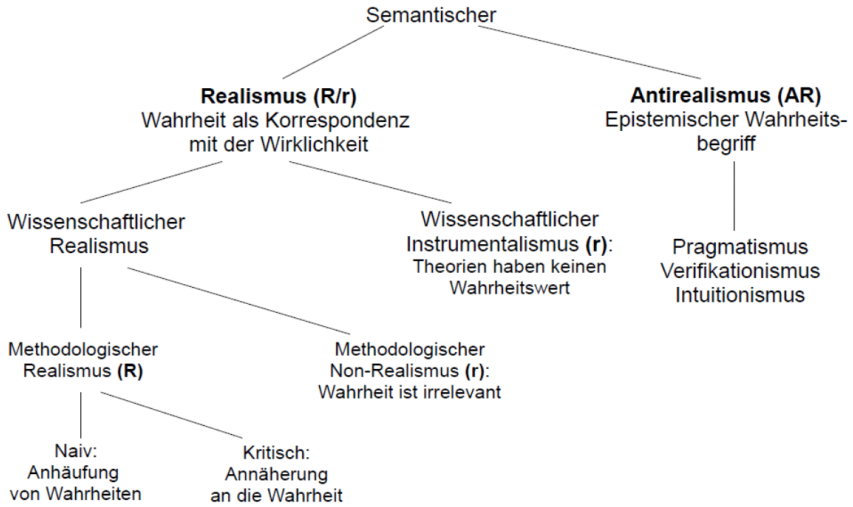 Semantischer
Realismus (R/r)
Wahrheit als Korrespondenz
mit der Wirklichkeit
Antirealismus (AR)
Epistemischer Wahrheits-
begriff
Wissenschaftlicher
Realismus
Wissenschaftlicher
Instrumentalismus (r):
Theorien haben keinen
Wahrheitswert
Pragmatismus
Verifikationismus
Intuitionismus
Methodologischer
Realismus (R)
Methodologischer
Non-Realismus (r):
Wahrheit ist irrelevant
Naiv:
Anhäufung
von Wahrheiten
Kritisch:
Annäherung
an die Wahrheit